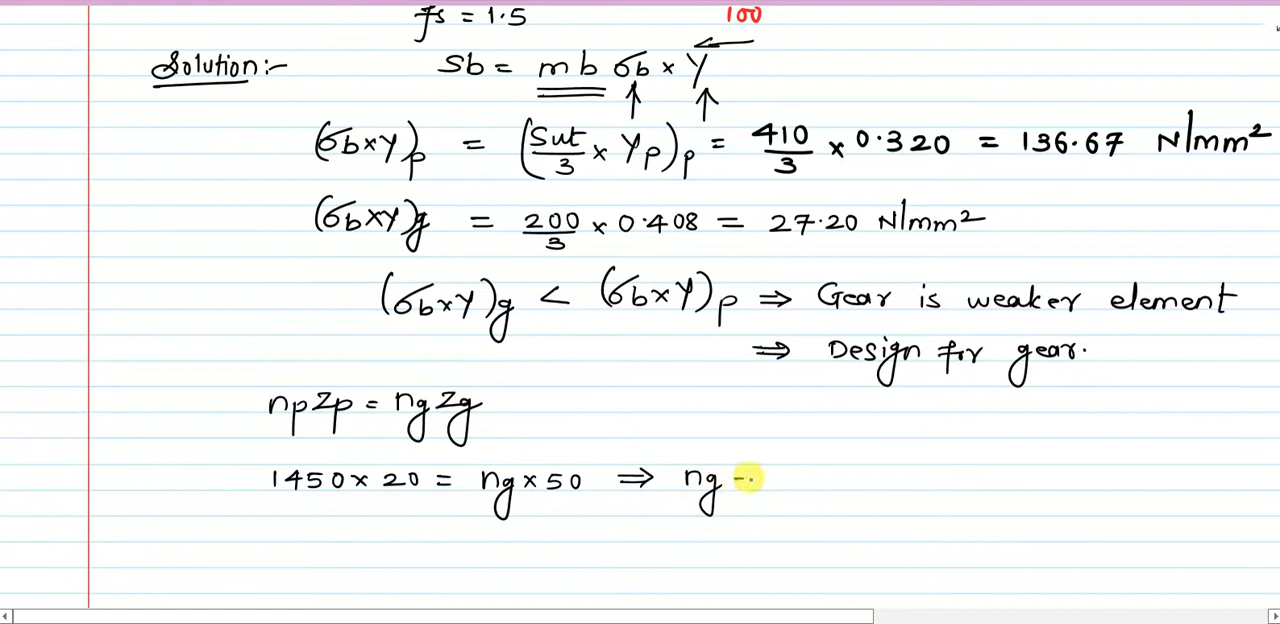 fs = 1.5
100
Solution:-
Sb = m b σb × Y
(σb×Y)p = (Sut/3 × Yp)p = 410/3 × 0.320 = 136.67 N/mm²
(σb×Y)g = 200/3 × 0.408 = 27.20 N/mm²
(σb×Y)g < (σb×Y)p ⇒ Gear is weaker element
⇒ Design for gear.
npzp = ngzg
1450 × 20 = ng × 50 ⇒ ng =